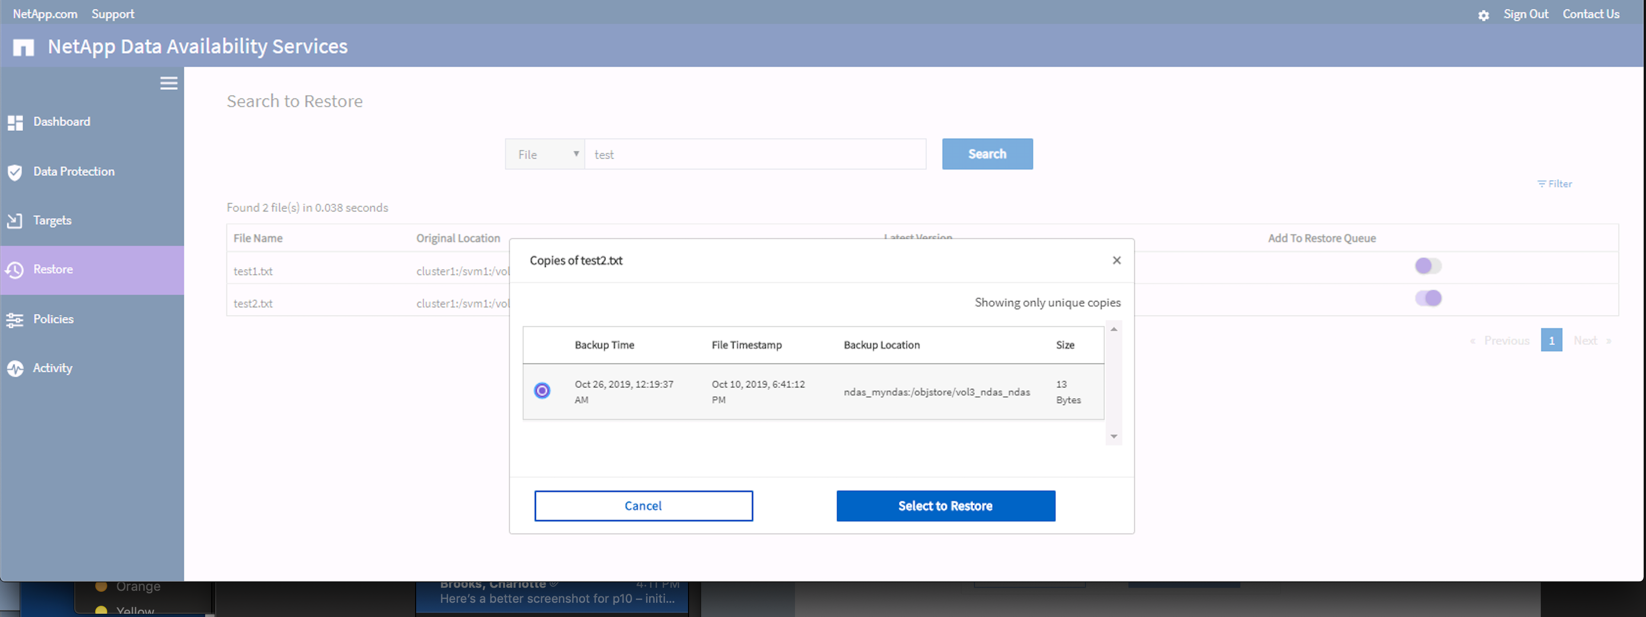 NetApp.com Support Sign Out Contact Us
NetApp Data Availability Services
Search to Restore
Dashboard
Data Protection
Targets
Restore
Policies
Activity
File test Search
Filter
Found 2 file(s) in 0.038 seconds
File Name Original Location Latest Version Add To Restore Queue
test1.txt cluster1:/svm1:/vol
test2.txt cluster1:/svm1:/vol
« Previous 1 Next »
Copies of test2.txt ×
Showing only unique copies
Backup Time File Timestamp Backup Location Size
Oct 26, 2019, 12:19:37 AM Oct 10, 2019, 6:41:12 PM ndas_myndas:/objstore/vol3_ndas_ndas 13 Bytes
Cancel Select to Restore
Orange
Yellow
Brooks, Charlotte 4:11 PM
Here's a better screenshot for p10 – initi...